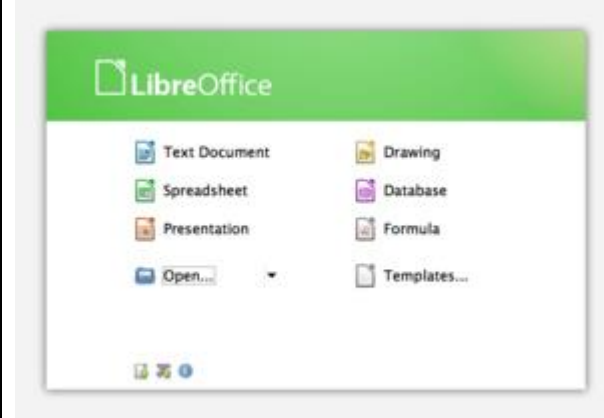 LibreOffice
Text Document
Drawing
Spreadsheet
Database
Presentation
Formula
Open...
Templates...